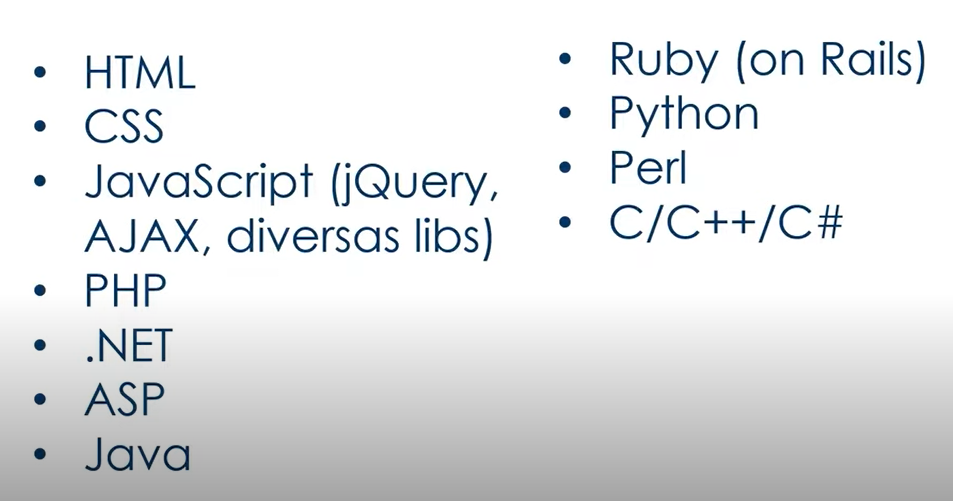 • HTML
• CSS
• JavaScript (jQuery,
AJAX, diversas libs)
• PHP
• .NET
• ASP
• Java
• Ruby (on Rails)
• Python
• Perl
• C/C++/C#